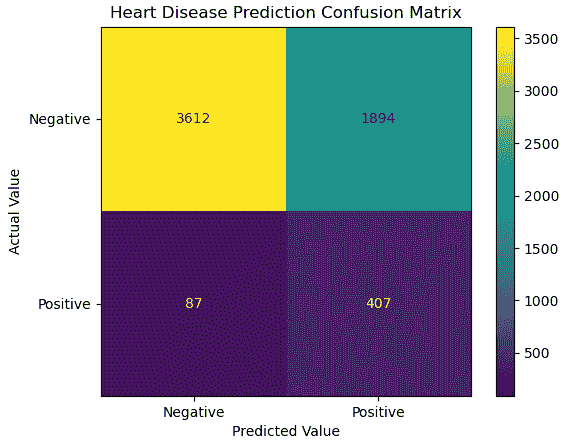 Heart Disease Prediction Confusion Matrix
Negative
3612
1894
Positive
87
407
Actual Value
Negative
Positive
Predicted Value
3500
3000
2500
2000
1500
1000
500